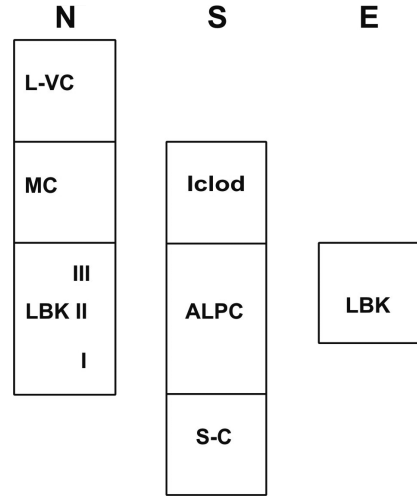 N S E
L-VC
MC
Iclod
III
LBK II
I
ALPC
LBK
S-C